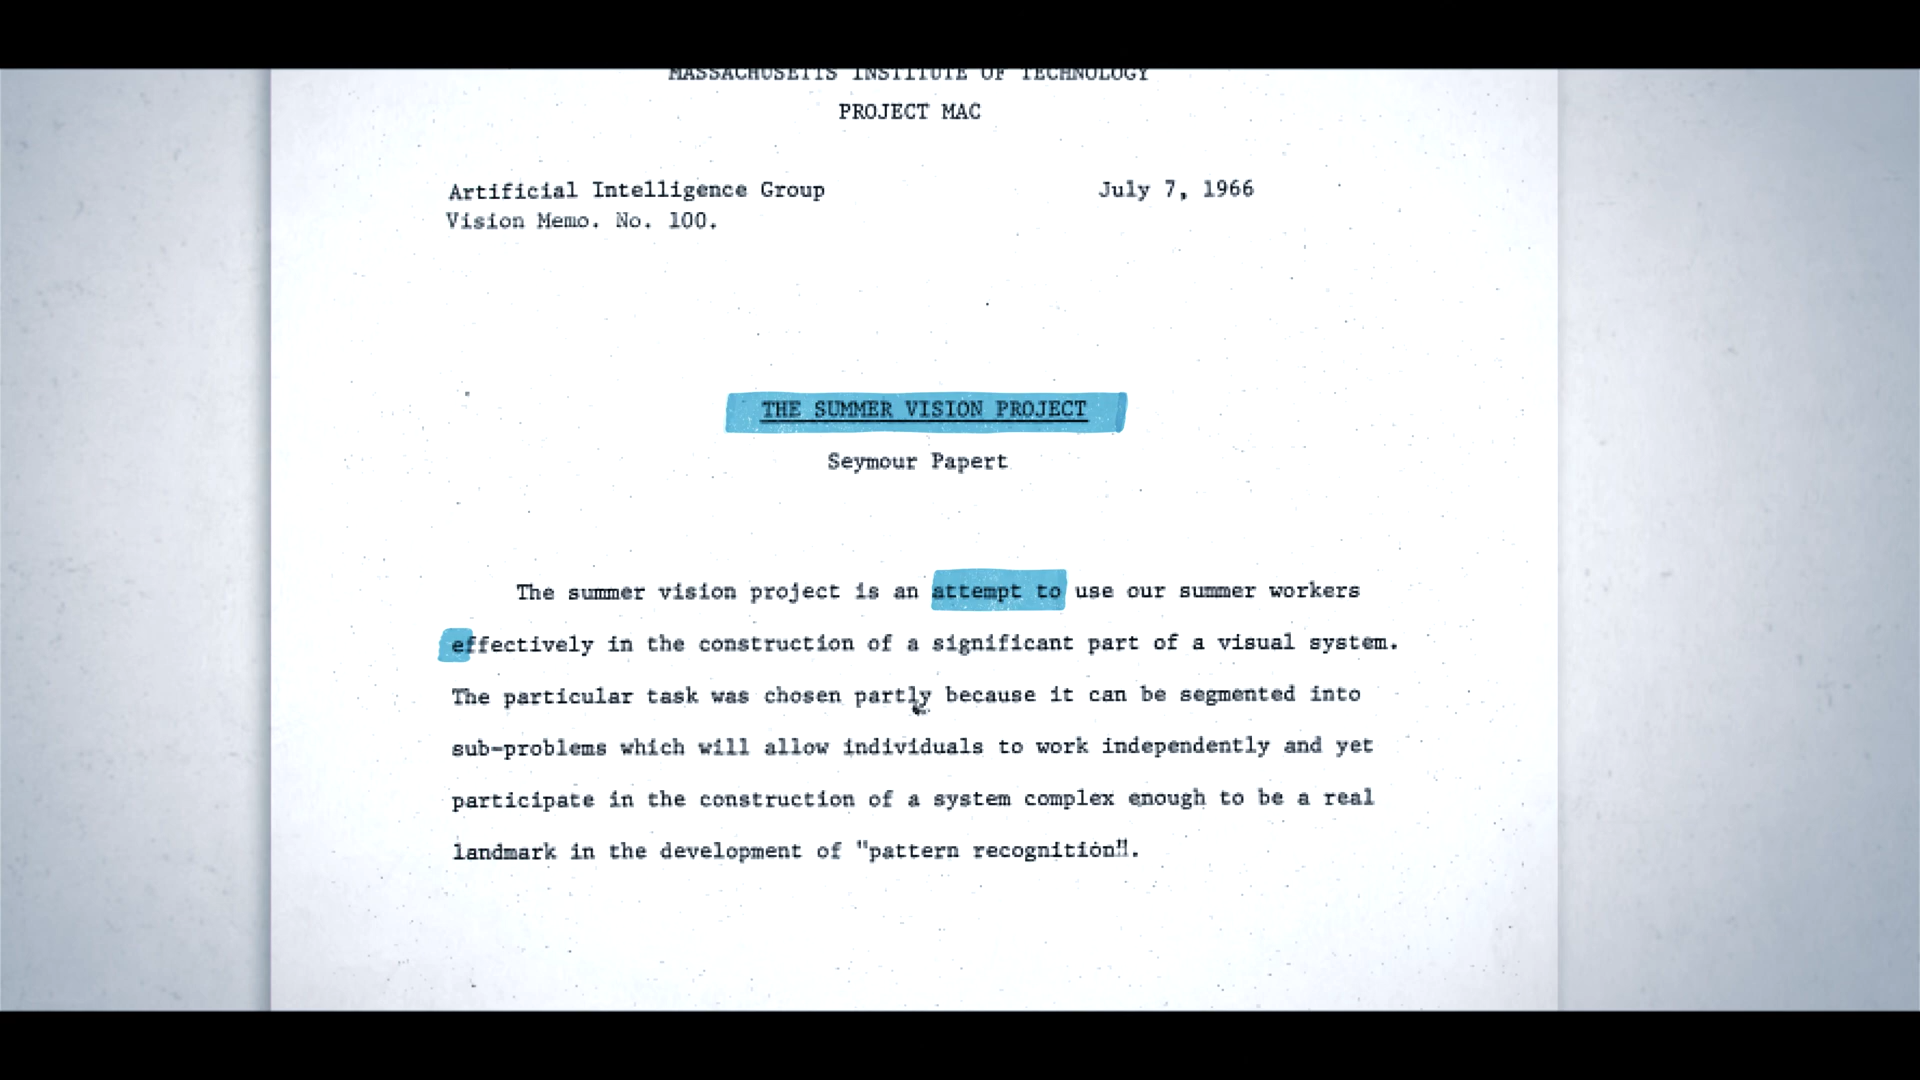 MASSACHUSETTS INSTITUTE OF TECHNOLOGY
PROJECT MAC
Artificial Intelligence Group July 7, 1966
Vision Memo. No. 100.
THE SUMMER VISION PROJECT
Seymour Papert
The summer vision project is an attempt to use our summer workers
effectively in the construction of a significant part of a visual system.
The particular task was chosen partly because it can be segmented into
sub-problems which will allow individuals to work independently and yet
participate in the construction of a system complex enough to be a real
landmark in the development of "pattern recognition".